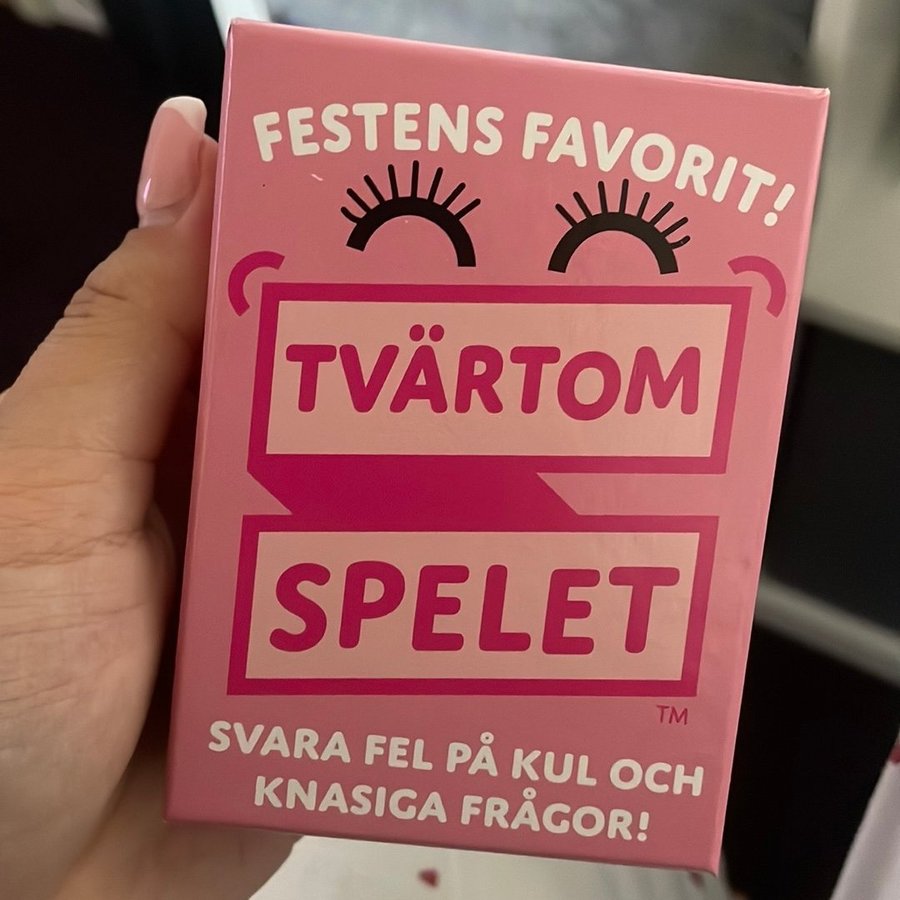 FESTENS FAVORIT!
TVÄRTOM
SPELET
TM
SVARA FEL PÅ KUL OCH
KNASIGA FRÅGOR!